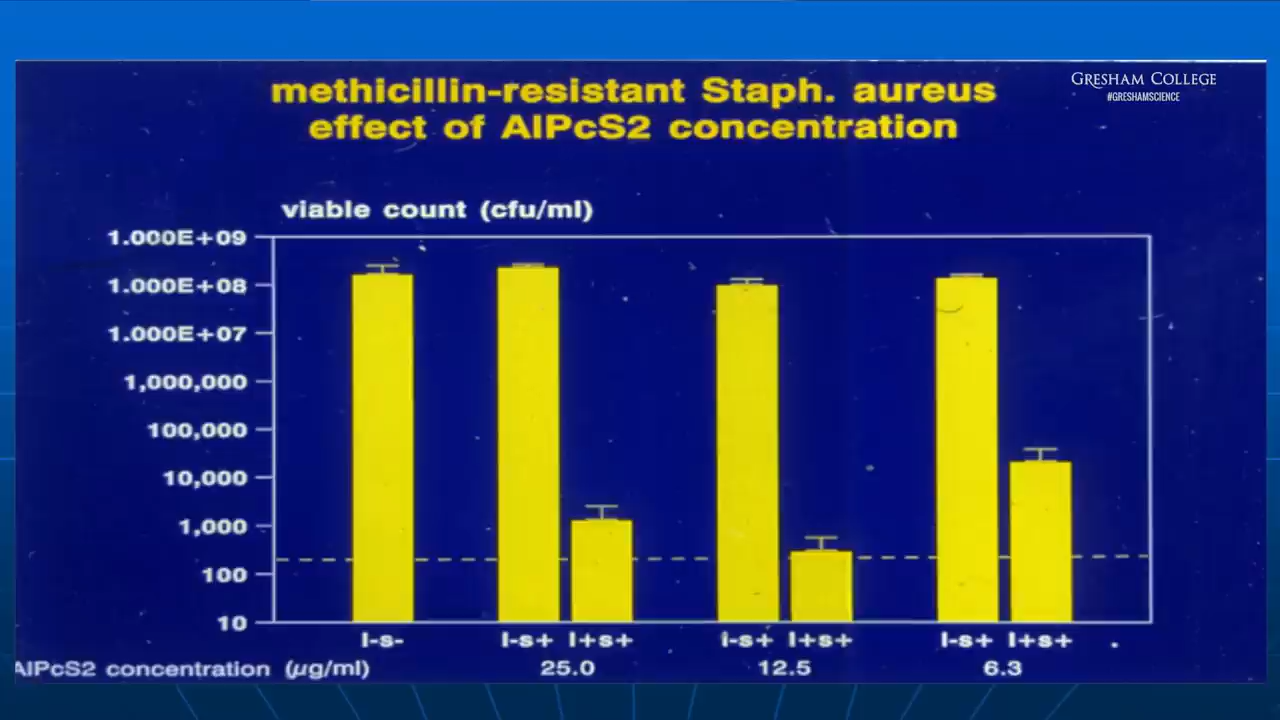 GRESHAM COLLEGE
#GRESHAMSCIENCE
methicillin-resistant Staph. aureus
effect of AlPcS2 concentration
viable count (cfu/ml)
1.000E+09
1.000E+08
1.000E+07
1,000,000
100,000
10,000
1,000
100
10
l-s- l-s+ l+s+ i-s+ l+s+ l-s+ l+s+
AlPcS2 concentration (μg/ml) 25.0 12.5 6.3